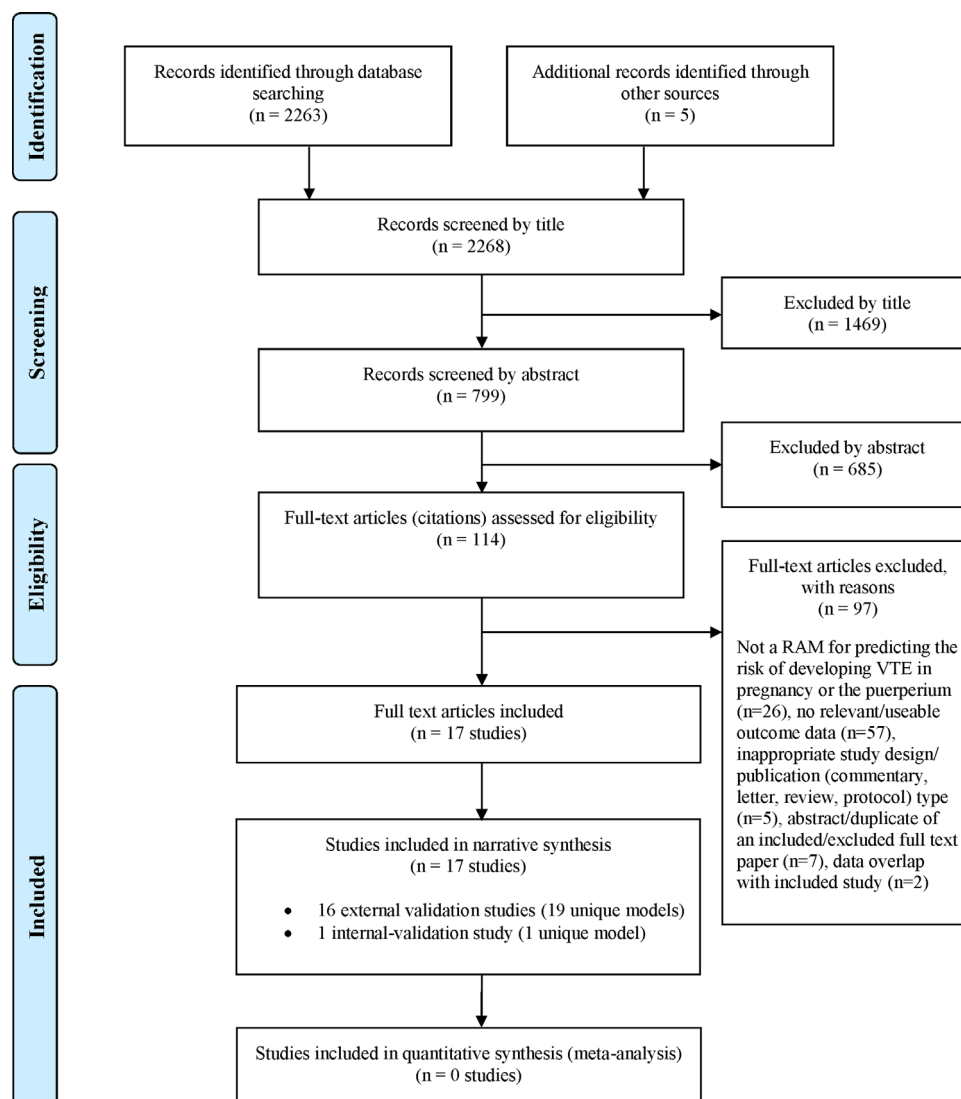 Identification
Records identified through database
searching
(n = 2263)
Additional records identified through
other sources
(n = 5)
Screening
Records screened by title
(n = 2268)
Excluded by title
(n = 1469)
Records screened by abstract
(n = 799)
Excluded by abstract
(n = 685)
Eligibility
Full-text articles (citations) assessed for eligibility
(n = 114)
Full-text articles excluded,
with reasons
(n = 97)
Not a RAM for predicting the
risk of developing VTE in
pregnancy or the puerperium
(n=26), no relevant/useable
outcome data (n=57),
inappropriate study design/
publication (commentary,
letter, review, protocol) type
(n=5), abstract/duplicate of
an included/excluded full text
paper (n=7), data overlap
with included study (n=2)
Included
Full text articles included
(n = 17 studies)
Studies included in narrative synthesis
(n = 17 studies)
• 16 external validation studies (19 unique models)
• 1 internal-validation study (1 unique model)
Studies included in quantitative synthesis (meta-analysis)
(n = 0 studies)